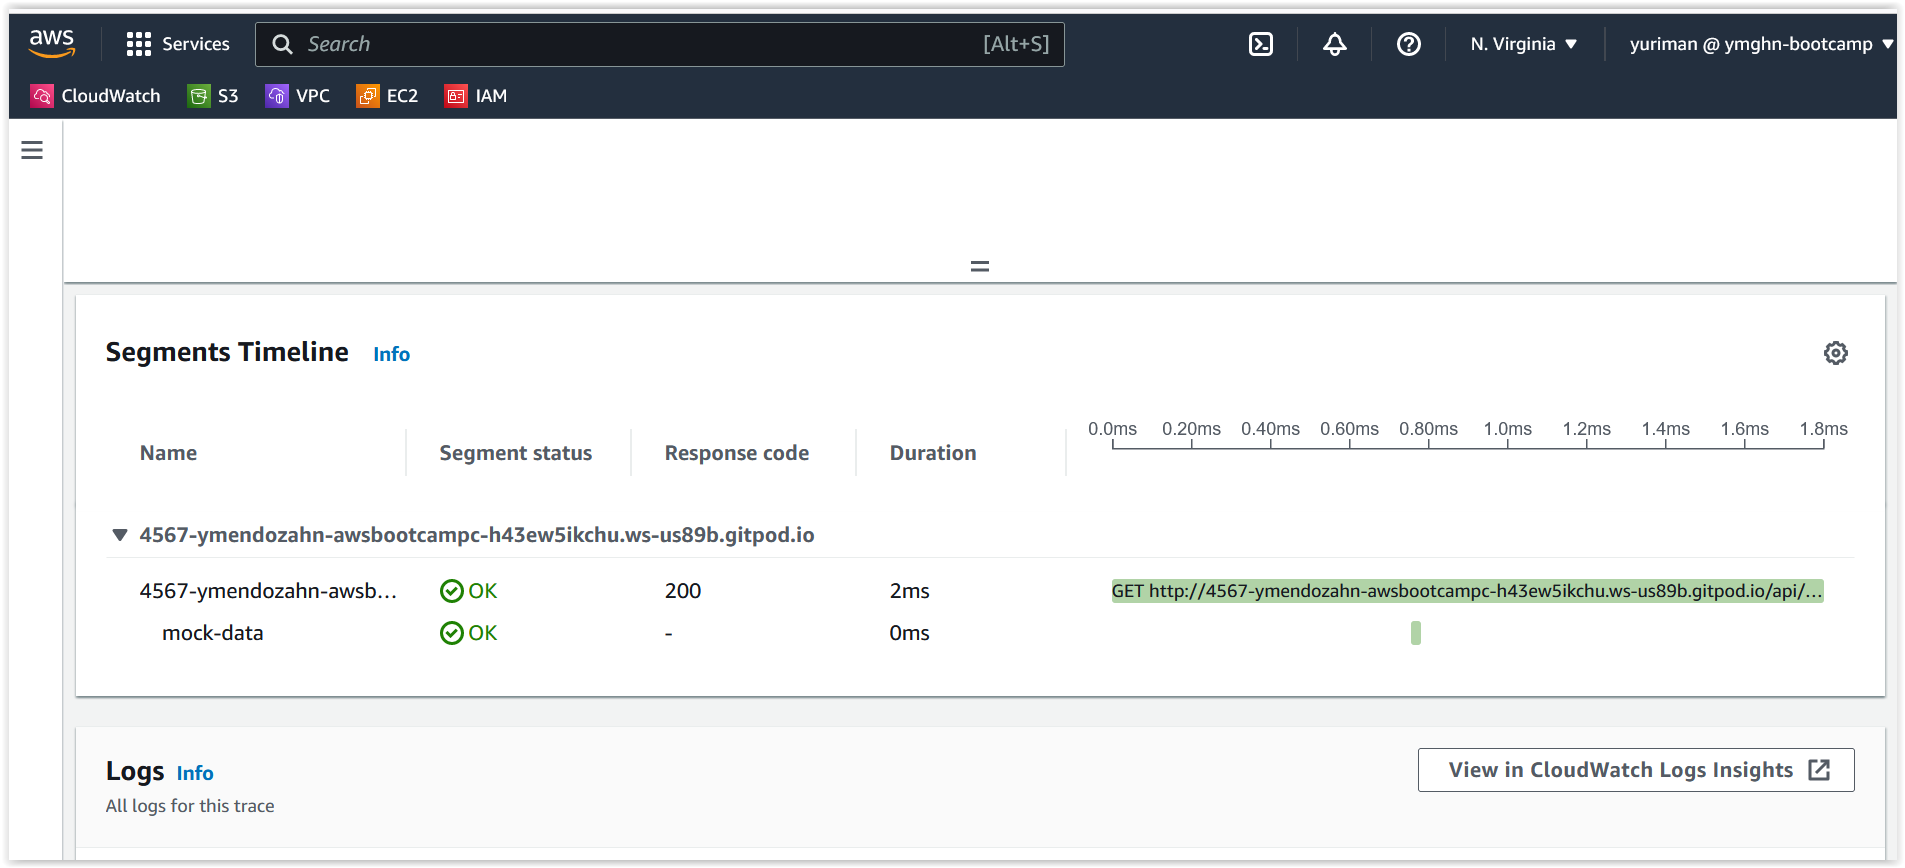 aws Services Search [Alt+S] N. Virginia yuriman @ ymghn-bootcamp
CloudWatch S3 VPC EC2 IAM
Segments Timeline Info
0.0ms 0.20ms 0.40ms 0.60ms 0.80ms 1.0ms 1.2ms 1.4ms 1.6ms 1.8ms
Name Segment status Response code Duration
4567-ymendozahn-awsbootcampc-h43ew5ikchu.ws-us89b.gitpod.io
4567-ymendozahn-awsb... OK 200 2ms GET http://4567-ymendozahn-awsbootcampc-h43ew5ikchu.ws-us89b.gitpod.io/api/...
mock-data OK - 0ms
Logs Info View in CloudWatch Logs Insights
All logs for this trace